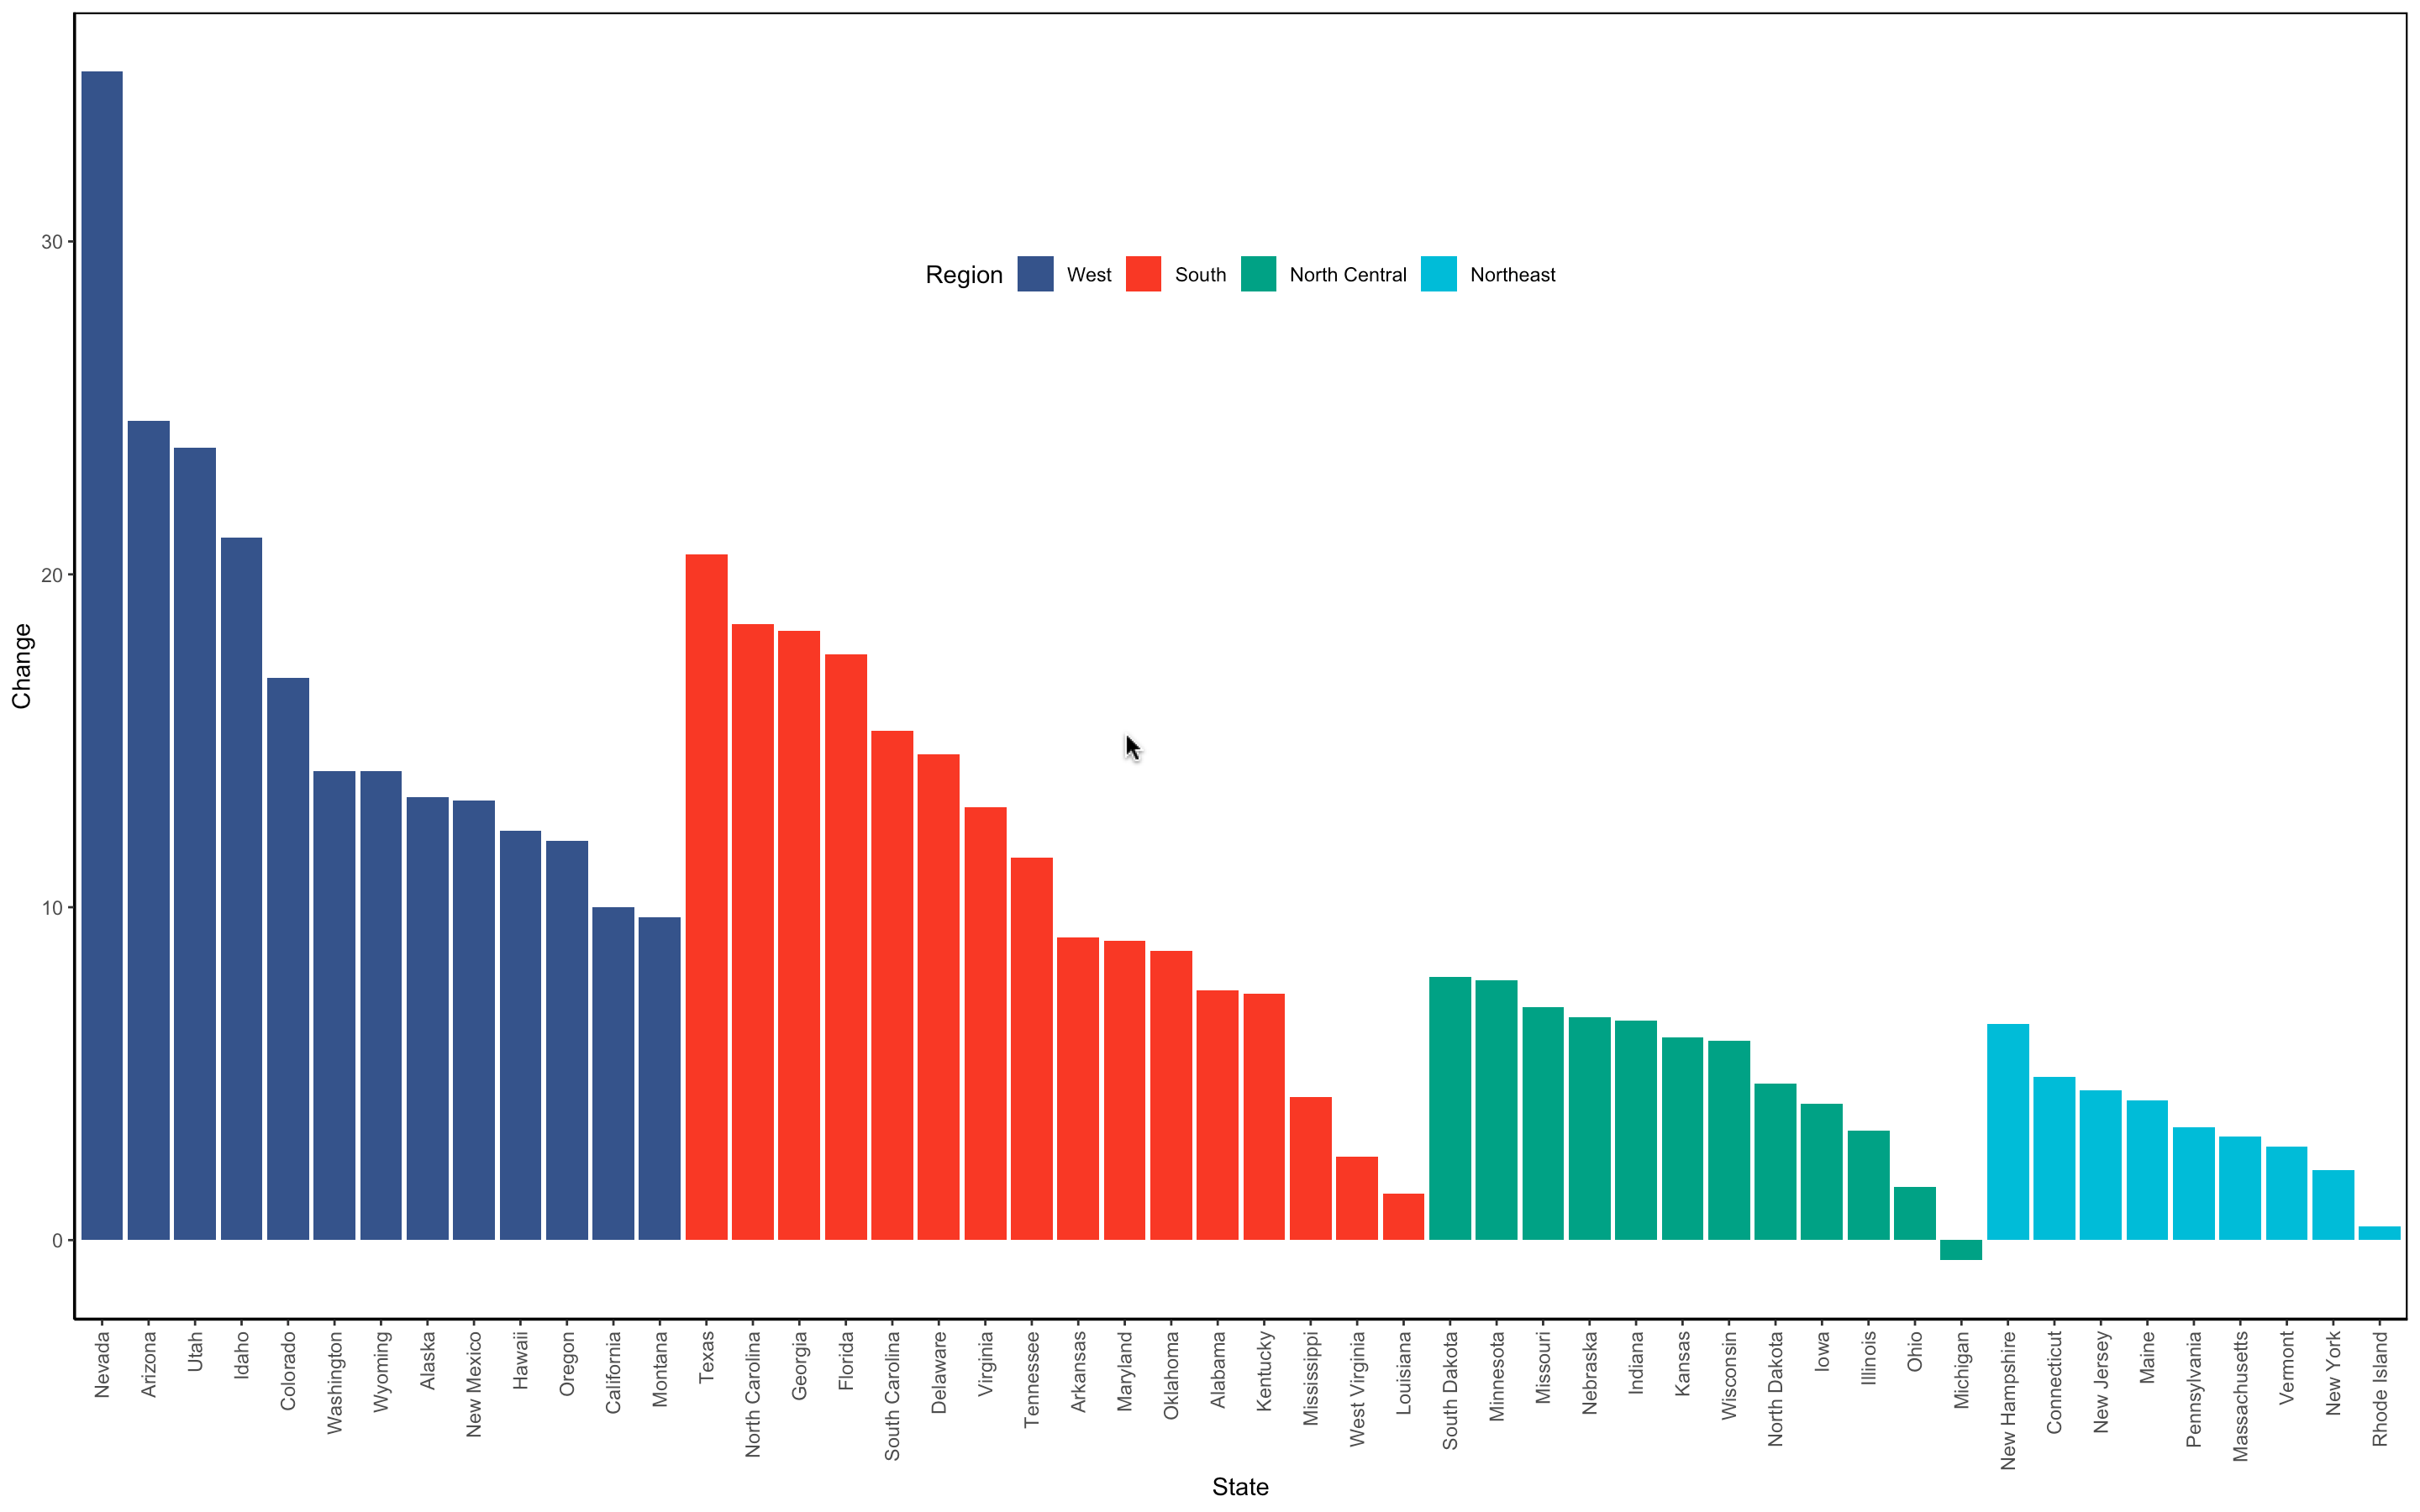 30
20
10
0
Change
Region West South North Central Northeast
Nevada
Arizona
Utah
Idaho
Colorado
Washington
Wyoming
Alaska
New Mexico
Hawaii
Oregon
California
Montana
Texas
North Carolina
Georgia
Florida
South Carolina
Delaware
Virginia
Tennessee
Arkansas
Maryland
Oklahoma
Alabama
Kentucky
Mississippi
West Virginia
Louisiana
South Dakota
Minnesota
Missouri
Nebraska
Indiana
Kansas
Wisconsin
North Dakota
Iowa
Illinois
Ohio
Michigan
New Hampshire
Connecticut
New Jersey
Maine
Pennsylvania
Massachusetts
Vermont
New York
Rhode Island
State